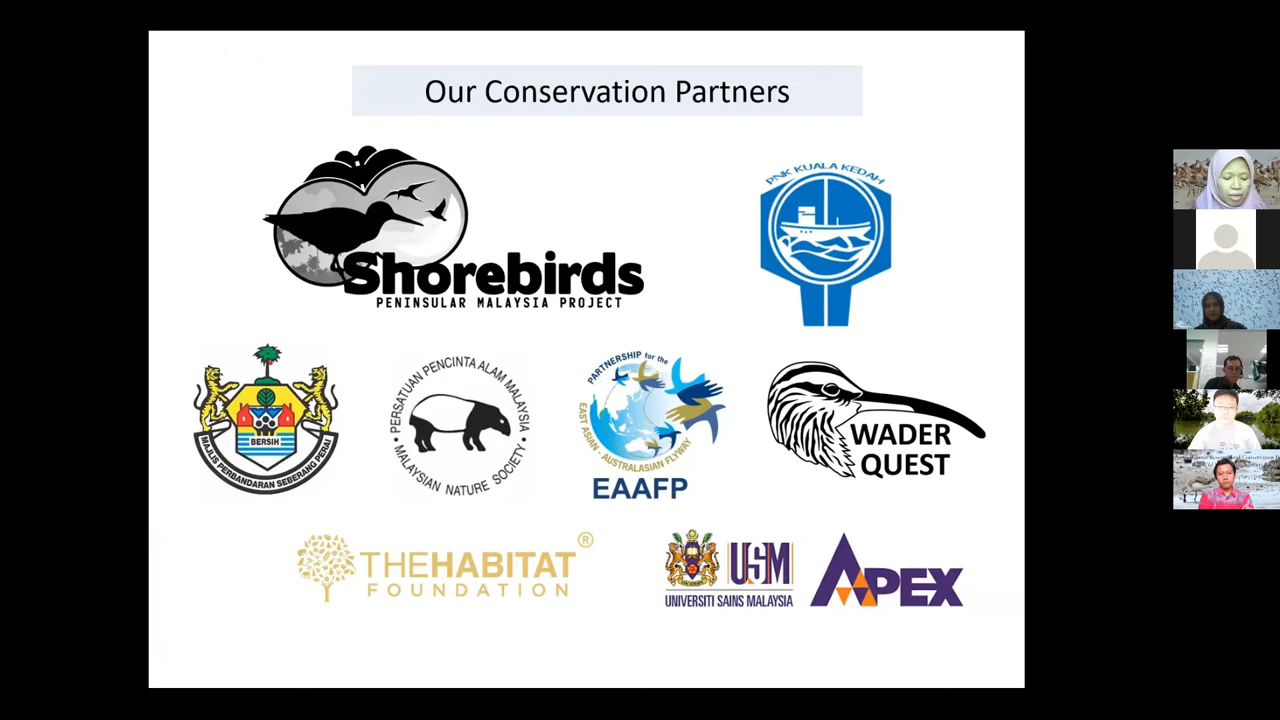 Our Conservation Partners
Shorebirds
PENINSULAR MALAYSIA PROJECT
PNK KUALA KEDAH
BERSIH
MAJLIS PERBANDARAN SEBERANG PERAI
PERSATUAN PENCINTA ALAM MALAYSIA
• MALAYSIAN NATURE SOCIETY •
PARTNERSHIP for the
EAST ASIAN - AUSTRALASIAN FLYWAY
EAAFP
WADER
QUEST
THEHABITAT®
FOUNDATION
USM
UNIVERSITI SAINS MALAYSIA
APEX